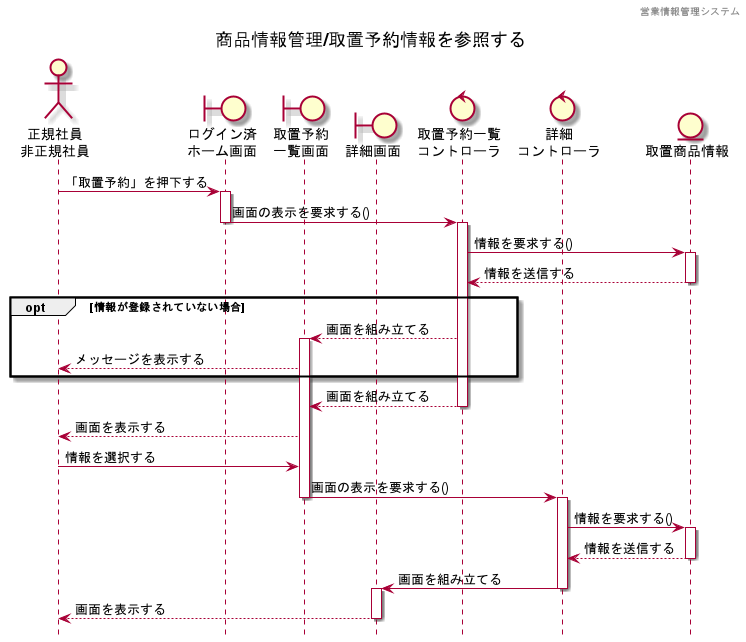 営業情報管理システム
商品情報管理/取置予約情報を参照する
正規社員
非正規社員
ログイン済
ホーム画面
取置予約
一覧画面
詳細画面
取置予約一覧
コントローラ
詳細
コントローラ
取置商品情報
「取置予約」を押下する
画面の表示を要求する()
情報を要求する()
情報を送信する
opt [情報が登録されていない場合]
画面を組み立てる
メッセージを表示する
画面を組み立てる
画面を表示する
情報を選択する
画面の表示を要求する()
情報を要求する()
情報を送信する
画面を組み立てる
画面を表示する